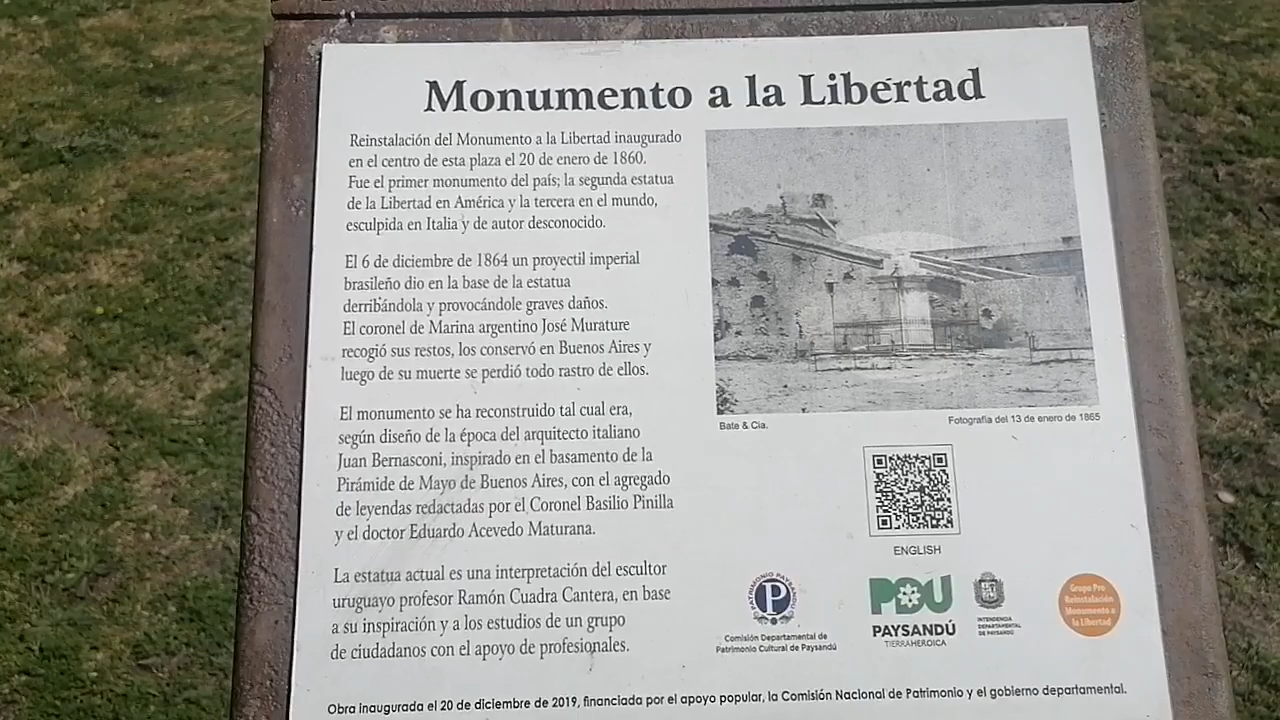 Monumento a la Libertad
Reinstalación del Monumento a la Libertad inaugurado
en el centro de esta plaza el 20 de enero de 1860.
Fue el primer monumento del país; la segunda estatua
de la Libertad en América y la tercera en el mundo,
esculpida en Italia y de autor desconocido.
El 6 de diciembre de 1864 un proyectil imperial
brasileño dio en la base de la estatua
derribándola y provocándole graves daños.
El coronel de Marina argentino José Murature
recogió sus restos, los conservó en Buenos Aires y
luego de su muerte se perdió todo rastro de ellos.
El monumento se ha reconstruido tal cual era,
según diseño de la época del arquitecto italiano
Juan Bernasconi, inspirado en el basamento de la
Pirámide de Mayo de Buenos Aires, con el agregado
de leyendas redactadas por el Coronel Basilio Pinilla
y el doctor Eduardo Acevedo Maturana.
La estatua actual es una interpretación del escultor
uruguayo profesor Ramón Cuadra Cantera, en base
a su inspiración y a los estudios de un grupo
de ciudadanos con el apoyo de profesionales.
Bate & Cia.
Fotografía del 13 de enero de 1865
ENGLISH
PATRIMONIO PAYSANDÚ
P
Comisión Departamental de
Patrimonio Cultural de Paysandú
PDU
PAYSANDÚ
TIERRAHEROICA
INTENDENCIA
DEPARTAMENTAL
DE PAYSANDÚ
Grupo Pro
Reinstalación
Monumento a
la Libertad
Obra inaugurada el 20 de diciembre de 2019, financiada por el apoyo popular, la Comisión Nacional de Patrimonio y el gobierno departamental.